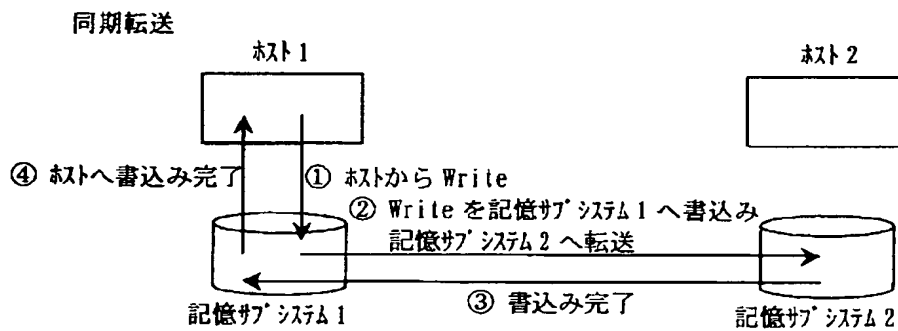 同期転送
ﾎｽﾄ 1
ﾎｽﾄ 2
④ ﾎｽﾄへ書込み完了
① ﾎｽﾄから Write
② Write を記憶ｻﾌﾞｼｽﾃﾑ 1 へ書込み
記憶ｻﾌﾞｼｽﾃﾑ 2 へ転送
③ 書込み完了
記憶ｻﾌﾞｼｽﾃﾑ 1
記憶ｻﾌﾞｼｽﾃﾑ 2